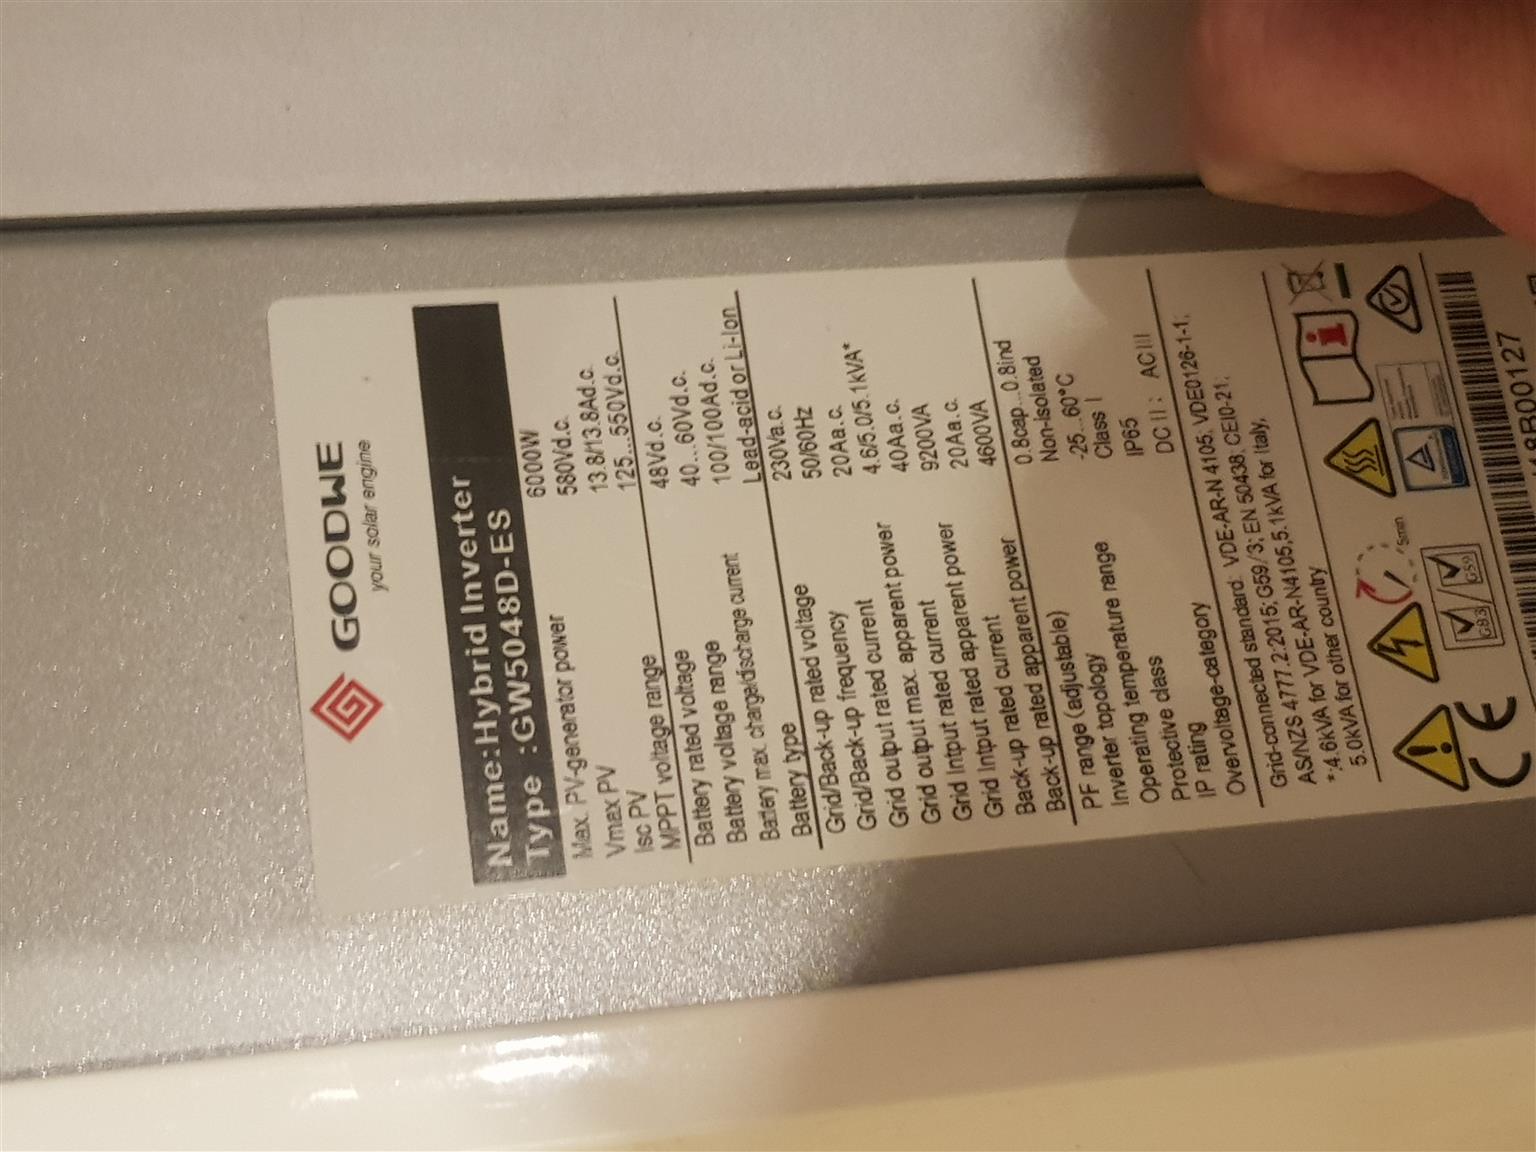 GOODWE
your solar engine
Name:Hybrid Inverter
Type :GW5048D-ES
Max. PV-generator power 6000W
Vmax PV 580Vd.c.
Isc PV 13.8/13.8Ad.c.
MPPT voltage range 125...550Vd.c.
Battery rated voltage 48Vd.c.
Battery voltage range 40...60Vd.c.
Battery max. charge/discharge current 100/100Ad.c.
Battery type Lead-acid or Li-Ion
Grid/Back-up rated voltage 230Va.c.
Grid/Back-up frequency 50/60Hz
Grid output rated current 20Aa.c.
Grid output max. apparent power 4.6/5.0/5.1kVA*
Grid Intput rated current 40Aa.c.
Grid Intput rated apparent power 9200VA
Back-up rated current 20Aa.c.
Back-up rated apparent power 4600VA
PF range (adjustable) 0.8cap...0.8ind
Inverter topology Non-Isolated
Operating temperature range -25...60°C
Protective class Class I
IP rating IP65
Overvoltage-category DC II : AC III
Grid-connected standard: VDE-AR-N 4105; VDE0126-1-1;
AS/NZS 4777.2:2015; G59/3; EN 50438; CEI0-21;
*:4.6kVA for VDE-AR-N4105,5.1kVA for Italy,
5.0kVA for other country
5min
G83 / G59
CE
8B00127